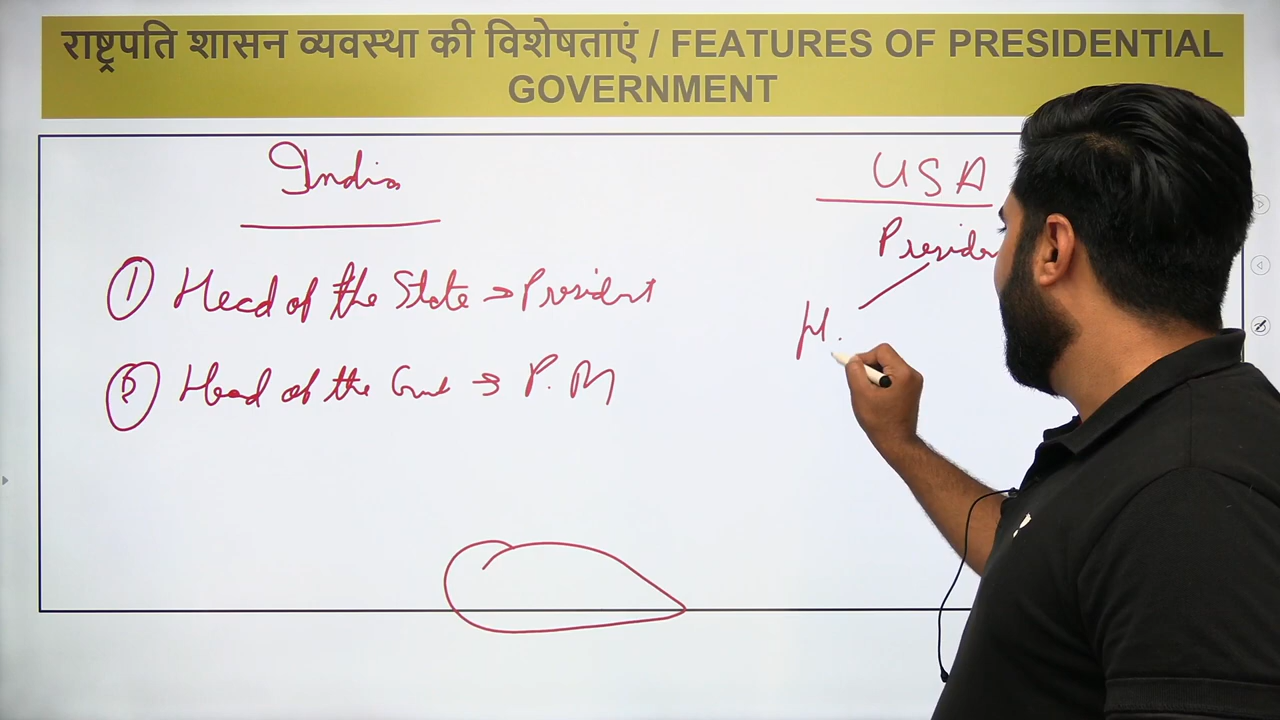 राष्ट्रपति शासन व्यवस्था की विशेषताएं / FEATURES OF PRESIDENTIAL
GOVERNMENT
India
① Head of the State → President
② Head of the Govt → P. M
USA
Presiden
H.